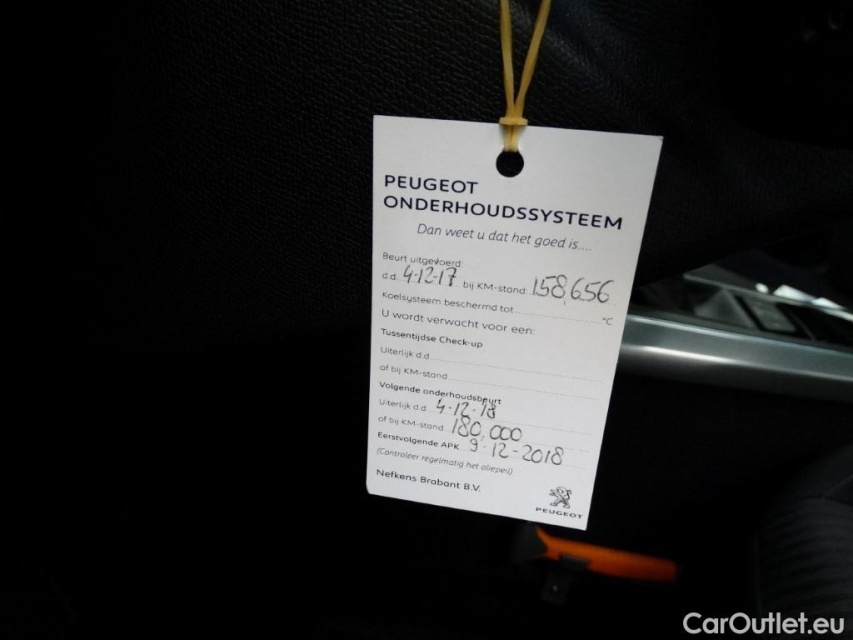 PEUGEOT
ONDERHOUDSSYSTEEM
Dan weet u dat het goed is....
Beurt uitgevoerd:
d.d. 4-12-17 bij KM-stand: 158,656
Koelsysteem beschermd tot °C
U wordt verwacht voor een:
Tussentijdse Check-up
Uiterlijk d.d.
of bij KM-stand
Volgende onderhoudsbeurt
Uiterlijk d.d. 4-12-18
of bij KM-stand 180,000
Eerstvolgende APK 9-12-2018
(Controleer regelmatig het oliepeil)
Nefkens Brabant B.V.
PEUGEOT
CarOutlet.eu